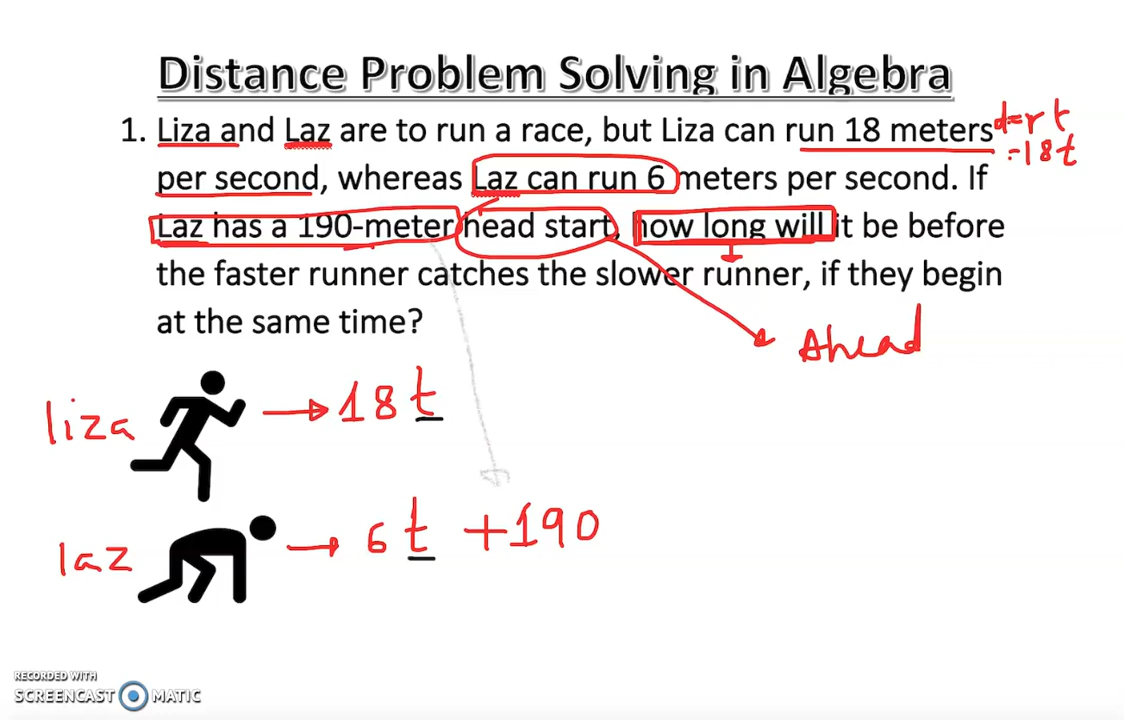 Distance Problem Solving in Algebra
1. Liza and Laz are to run a race, but Liza can run 18 meters d=rt
per second, whereas Laz can run 6 meters per second. If =18t
Laz has a 190-meter head start, how long will it be before
the faster runner catches the slower runner, if they begin
at the same time?
Ahead
liza → 18t
laz → 6t +190
RECORDED WITH
SCREENCAST MATIC